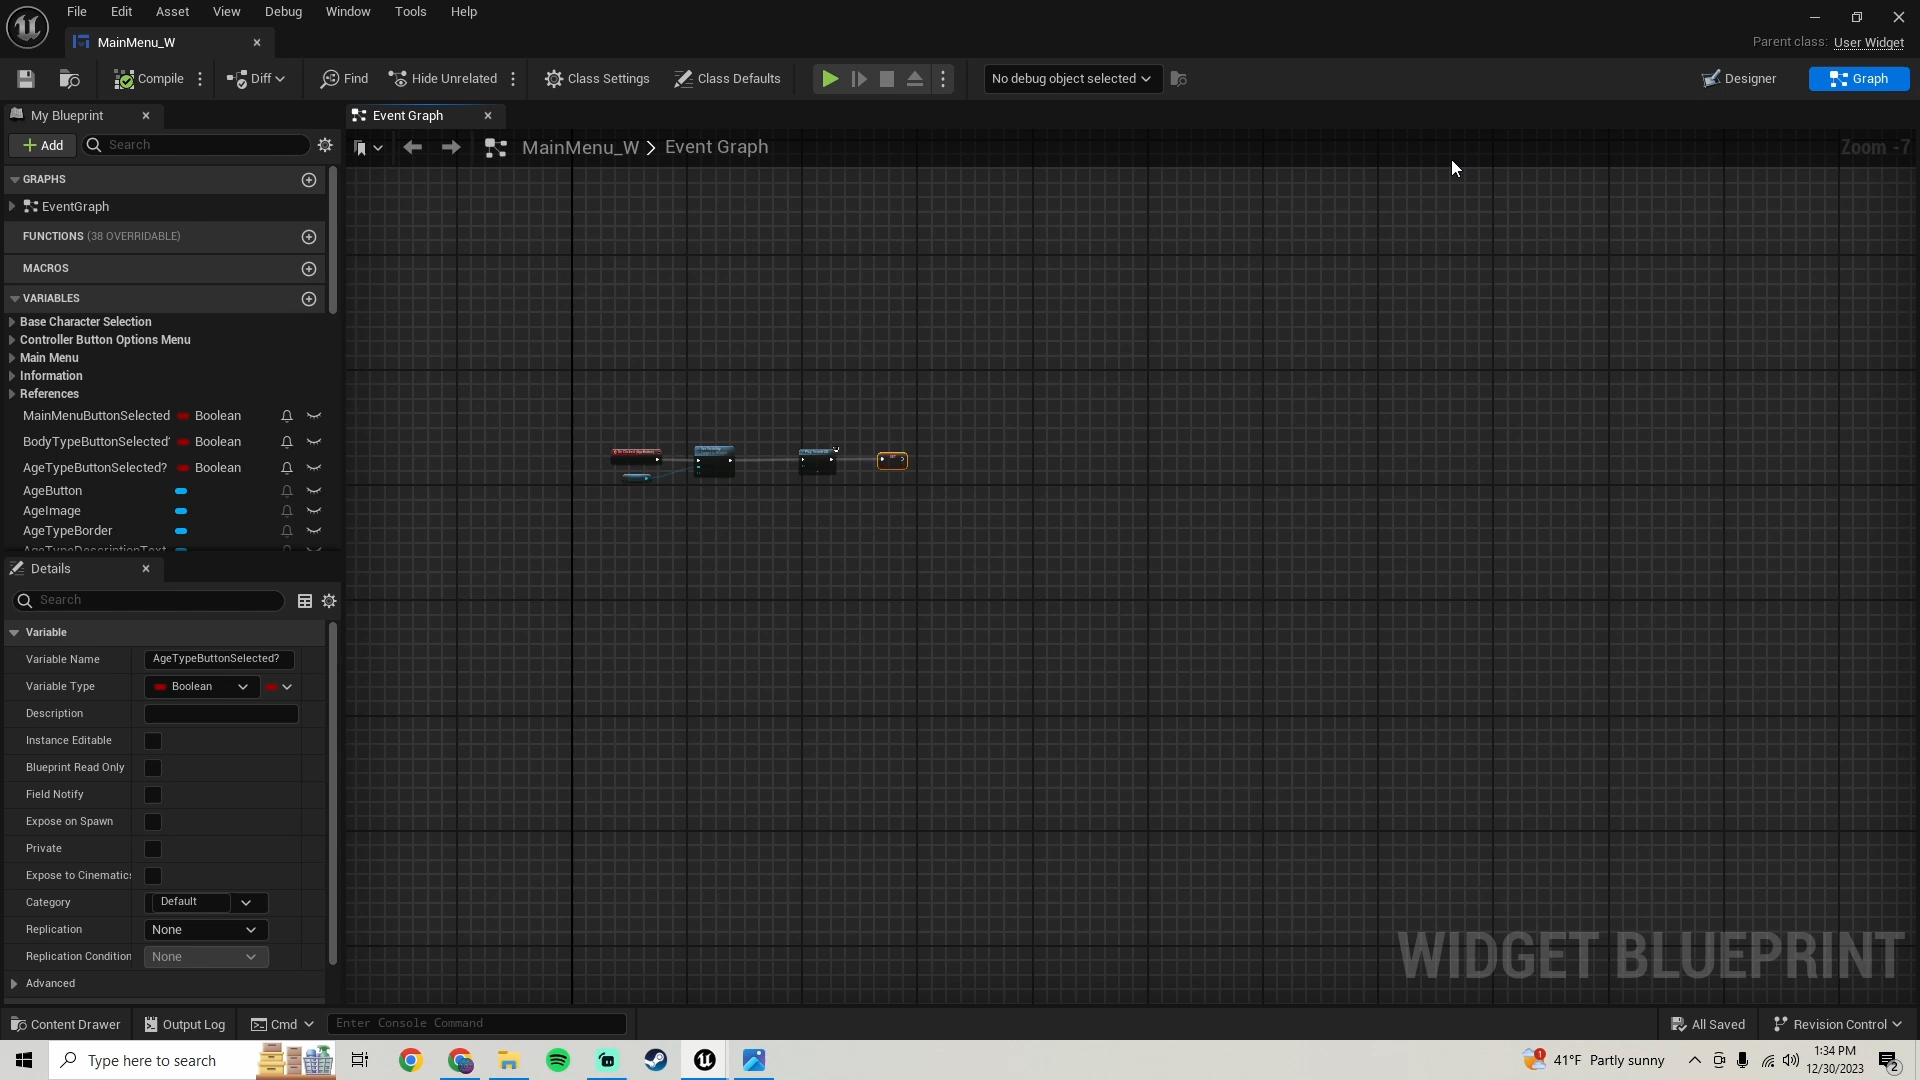 File Edit Asset View Debug Window Tools Help
MainMenu_W
Parent class: User Widget
Compile Diff Find Hide Unrelated Class Settings Class Defaults No debug object selected Designer Graph
My Blueprint
Event Graph
Add Search
MainMenu_W > Event Graph
Zoom -7
GRAPHS
EventGraph
FUNCTIONS (38 OVERRIDABLE)
MACROS
VARIABLES
Base Character Selection
Controller Button Options Menu
Main Menu
Information
References
MainMenuButtonSelected Boolean
BodyTypeButtonSelected? Boolean
AgeTypeButtonSelected? Boolean
AgeButton
AgeImage
AgeTypeBorder
AgeTypeDescriptionText
Details
Search
Variable
Variable Name AgeTypeButtonSelected?
Variable Type Boolean
Description
Instance Editable
Blueprint Read Only
Field Notify
Expose on Spawn
Private
Expose to Cinematics
Category Default
Replication None
Replication Condition None
Advanced
WIDGET BLUEPRINT
Content Drawer Output Log Cmd Enter Console Command All Saved Revision Control
Type here to search
41°F Partly sunny
1:34 PM
12/30/2023
2